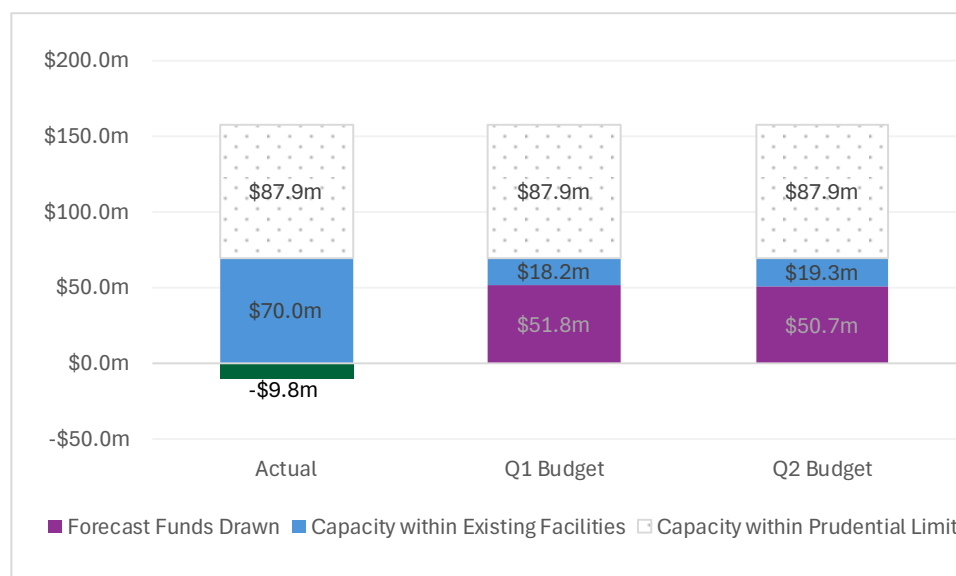 $200.0m
$150.0m
$87.9m $87.9m $87.9m
$100.0m
$18.2m $19.3m
$50.0m
$70.0m $51.8m $50.7m
$0.0m
-$9.8m
-$50.0m
Actual Q1 Budget Q2 Budget
Forecast Funds Drawn Capacity within Existing Facilities Capacity within Prudential Limit